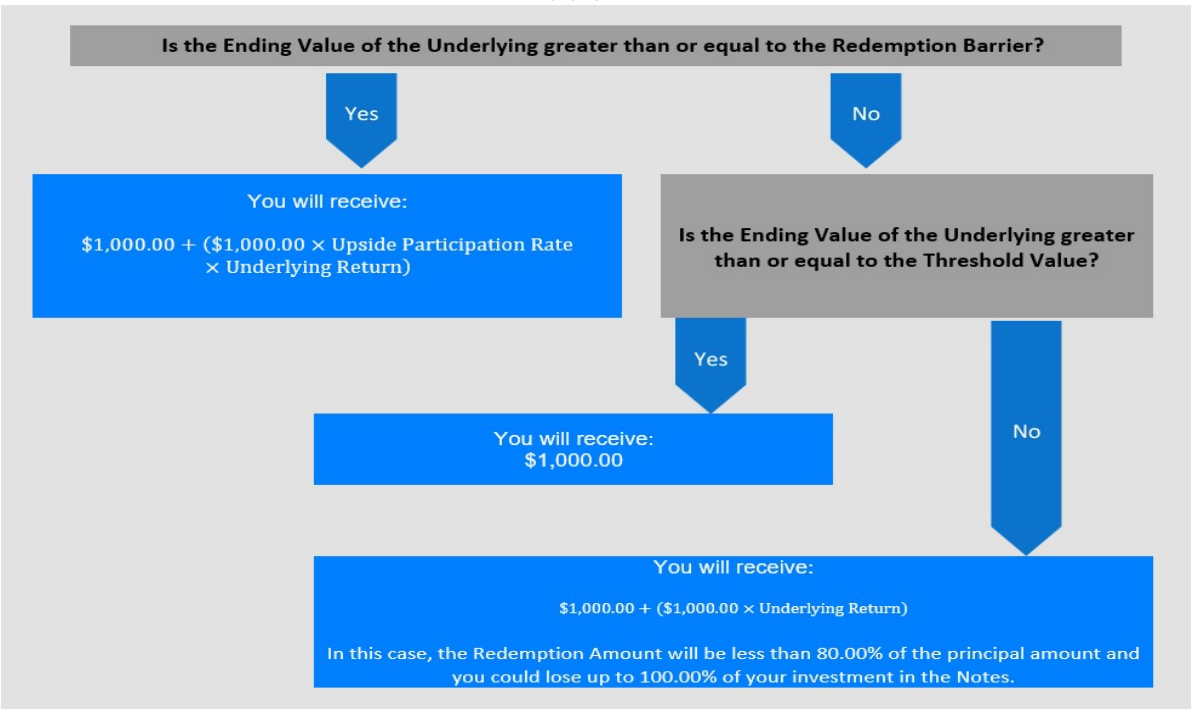 Is the Ending Value of the Underlying greater than or equal to the Redemption Barrier?
Yes
No
You will receive:
$1,000.00 + ($1,000.00 × Upside Participation Rate
× Underlying Return)
Is the Ending Value of the Underlying greater
than or equal to the Threshold Value?
Yes
No
You will receive:
$1,000.00
You will receive:
$1,000.00 + ($1,000.00 × Underlying Return)
In this case, the Redemption Amount will be less than 80.00% of the principal amount and
you could lose up to 100.00% of your investment in the Notes.